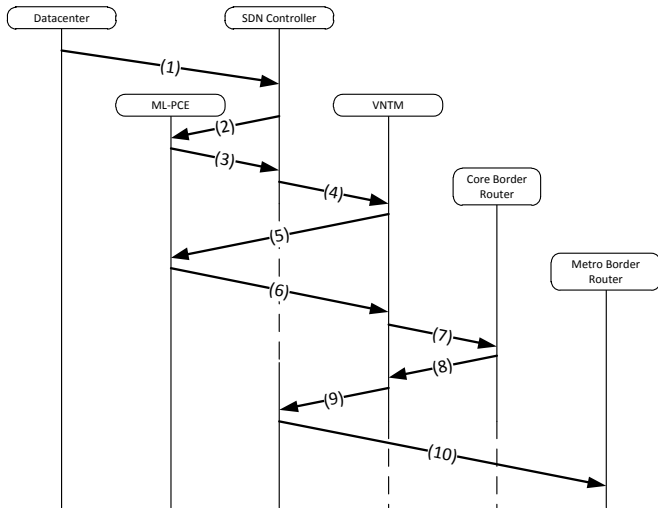 Datacenter
SDN Controller
(1)
ML-PCE
VNTM
(2)
(3)
Core Border
Router
(4)
(5)
Metro Border
Router
(6)
(7)
(8)
(9)
(10)